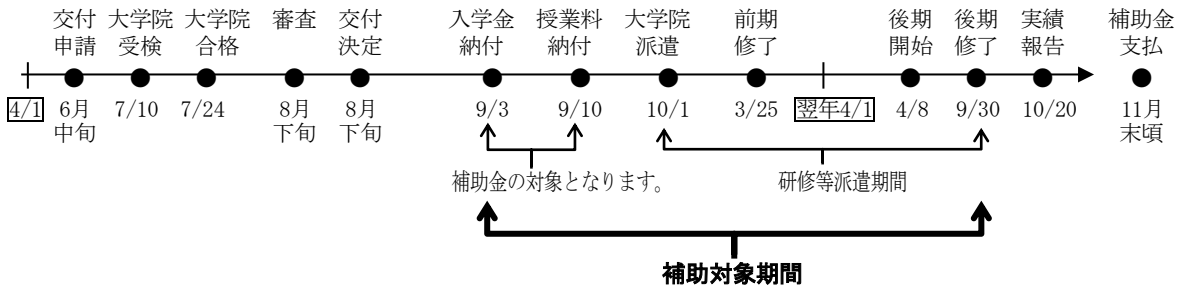 交付 大学院 大学院 審査 交付 入学金 授業料 大学院 前期 後期 後期 実績 補助金
申請 受検 合格 決定 納付 納付 派遣 修了 開始 修了 報告 支払
4/1 6月 7/10 7/24 8月 8月 9/3 9/10 10/1 3/25 翌年4/1 4/8 9/30 10/20 11月
中旬 下旬 下旬 末頃
補助金の対象となります。 研修等派遣期間
補助対象期間